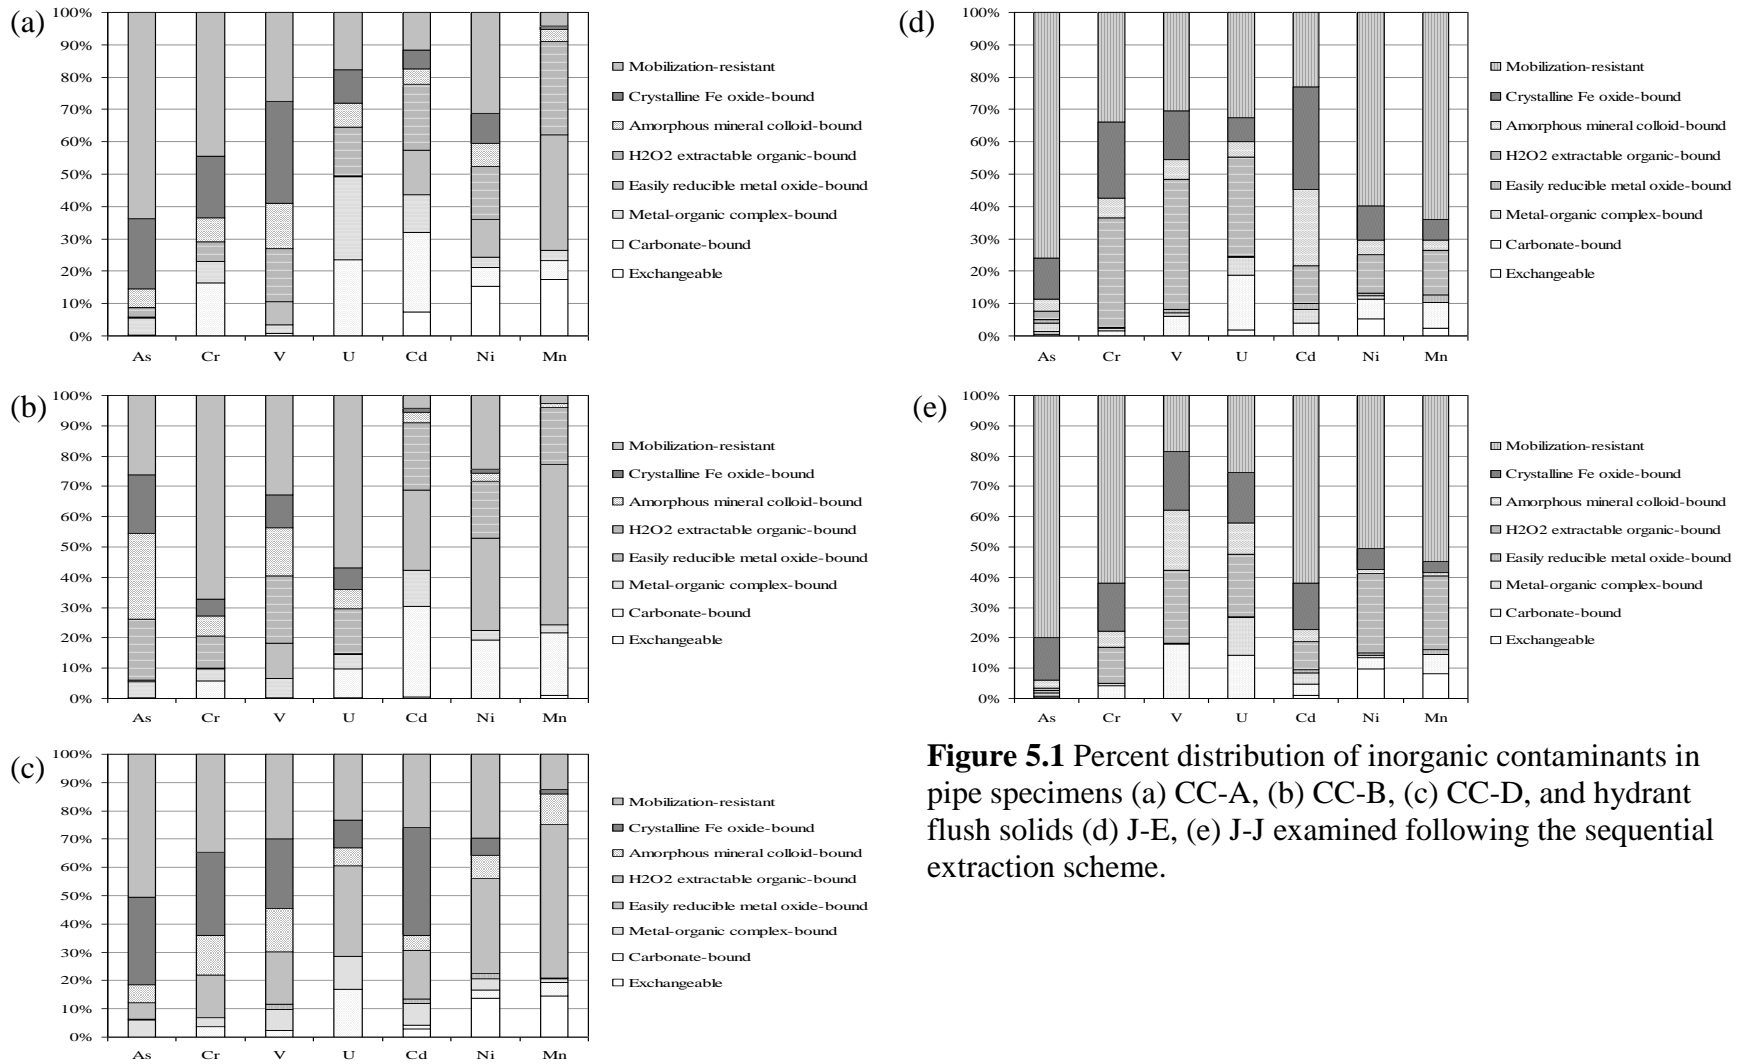 (a)
100%
90%
80%
70%
60%
50%
40%
30%
20%
10%
0%
As Cr V U Cd Ni Mn
Mobilization-resistant
Crystalline Fe oxide-bound
Amorphous mineral colloid-bound
H2O2 extractable organic-bound
Easily reducible metal oxide-bound
Metal-organic complex-bound
Carbonate-bound
Exchangeable
(b)
100%
90%
80%
70%
60%
50%
40%
30%
20%
10%
0%
As Cr V U Cd Ni Mn
Mobilization-resistant
Crystalline Fe oxide-bound
Amorphous mineral colloid-bound
H2O2 extractable organic-bound
Easily reducible metal oxide-bound
Metal-organic complex-bound
Carbonate-bound
Exchangeable
(c)
100%
90%
80%
70%
60%
50%
40%
30%
20%
10%
0%
As Cr V U Cd Ni Mn
Mobilization-resistant
Crystalline Fe oxide-bound
Amorphous mineral colloid-bound
H2O2 extractable organic-bound
Easily reducible metal oxide-bound
Metal-organic complex-bound
Carbonate-bound
Exchangeable
(d)
100%
90%
80%
70%
60%
50%
40%
30%
20%
10%
0%
As Cr V U Cd Ni Mn
Mobilization-resistant
Crystalline Fe oxide-bound
Amorphous mineral colloid-bound
H2O2 extractable organic-bound
Easily reducible metal oxide-bound
Metal-organic complex-bound
Carbonate-bound
Exchangeable
(e)
100%
90%
80%
70%
60%
50%
40%
30%
20%
10%
0%
As Cr V U Cd Ni Mn
Mobilization-resistant
Crystalline Fe oxide-bound
Amorphous mineral colloid-bound
H2O2 extractable organic-bound
Easily reducible metal oxide-bound
Metal-organic complex-bound
Carbonate-bound
Exchangeable
Figure 5.1 Percent distribution of inorganic contaminants in
pipe specimens (a) CC-A, (b) CC-B, (c) CC-D, and hydrant
flush solids (d) J-E, (e) J-J examined following the sequential
extraction scheme.